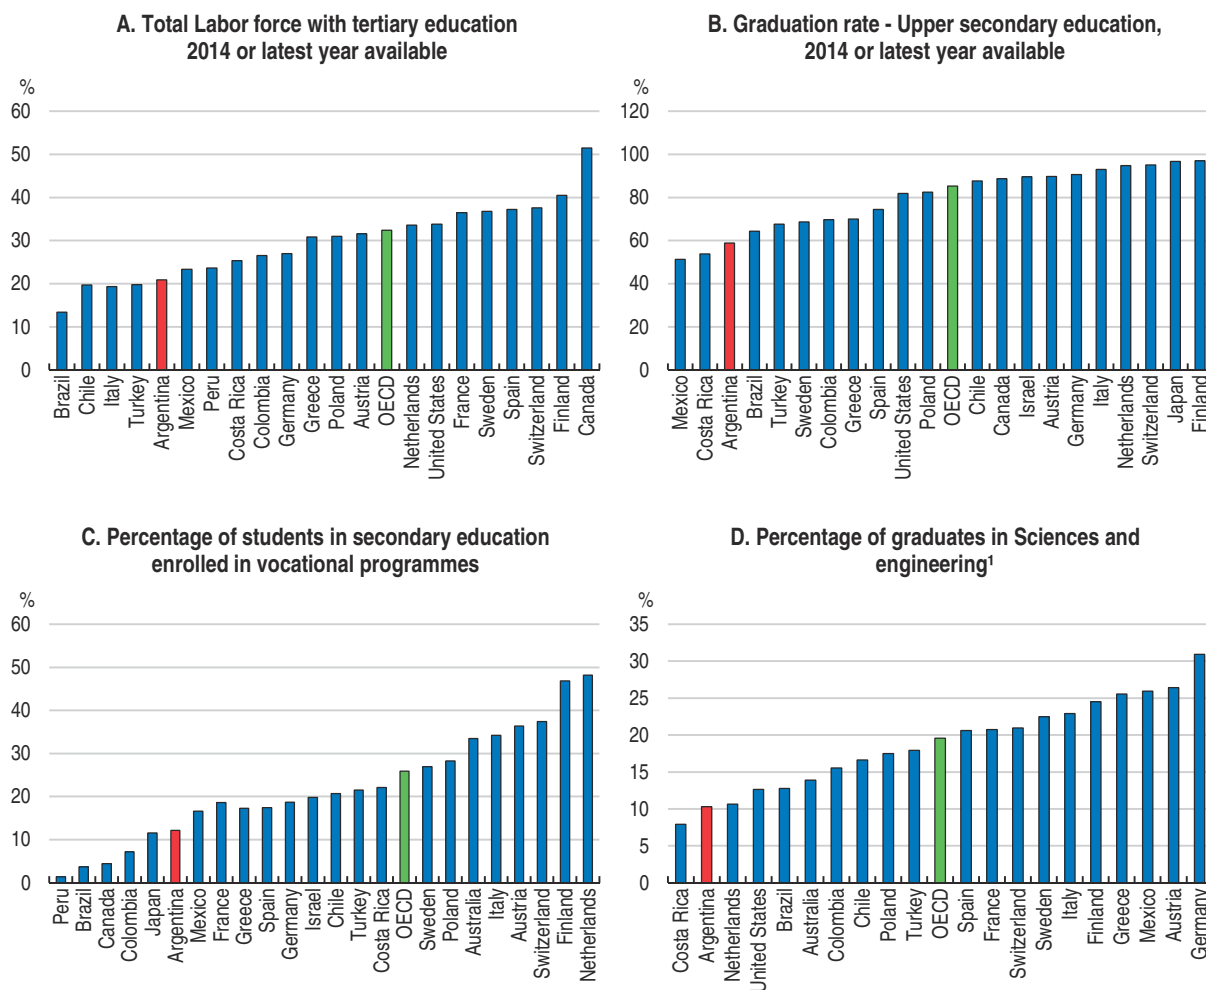 A. Total Labor force with tertiary education
2014 or latest year available
%
60
50
40
30
20
10
0
Brazil
Chile
Italy
Turkey
Argentina
Mexico
Peru
Costa Rica
Colombia
Germany
Greece
Poland
Austria
OECD
Netherlands
United States
France
Sweden
Spain
Switzerland
Finland
Canada
B. Graduation rate - Upper secondary education,
2014 or latest year available
%
120
100
80
60
40
20
0
Mexico
Costa Rica
Argentina
Brazil
Turkey
Sweden
Colombia
Greece
Spain
United States
Poland
OECD
Chile
Canada
Israel
Austria
Germany
Italy
Netherlands
Switzerland
Japan
Finland
C. Percentage of students in secondary education
enrolled in vocational programmes
%
60
50
40
30
20
10
0
Peru
Brazil
Canada
Colombia
Japan
Argentina
Mexico
France
Greece
Spain
Germany
Israel
Chile
Turkey
Costa Rica
OECD
Sweden
Poland
Australia
Italy
Austria
Switzerland
Finland
Netherlands
D. Percentage of graduates in Sciences and
engineering¹
%
35
30
25
20
15
10
5
0
Costa Rica
Argentina
Netherlands
United States
Brazil
Australia
Colombia
Chile
Poland
Turkey
OECD
Spain
France
Switzerland
Sweden
Italy
Finland
Greece
Mexico
Austria
Germany